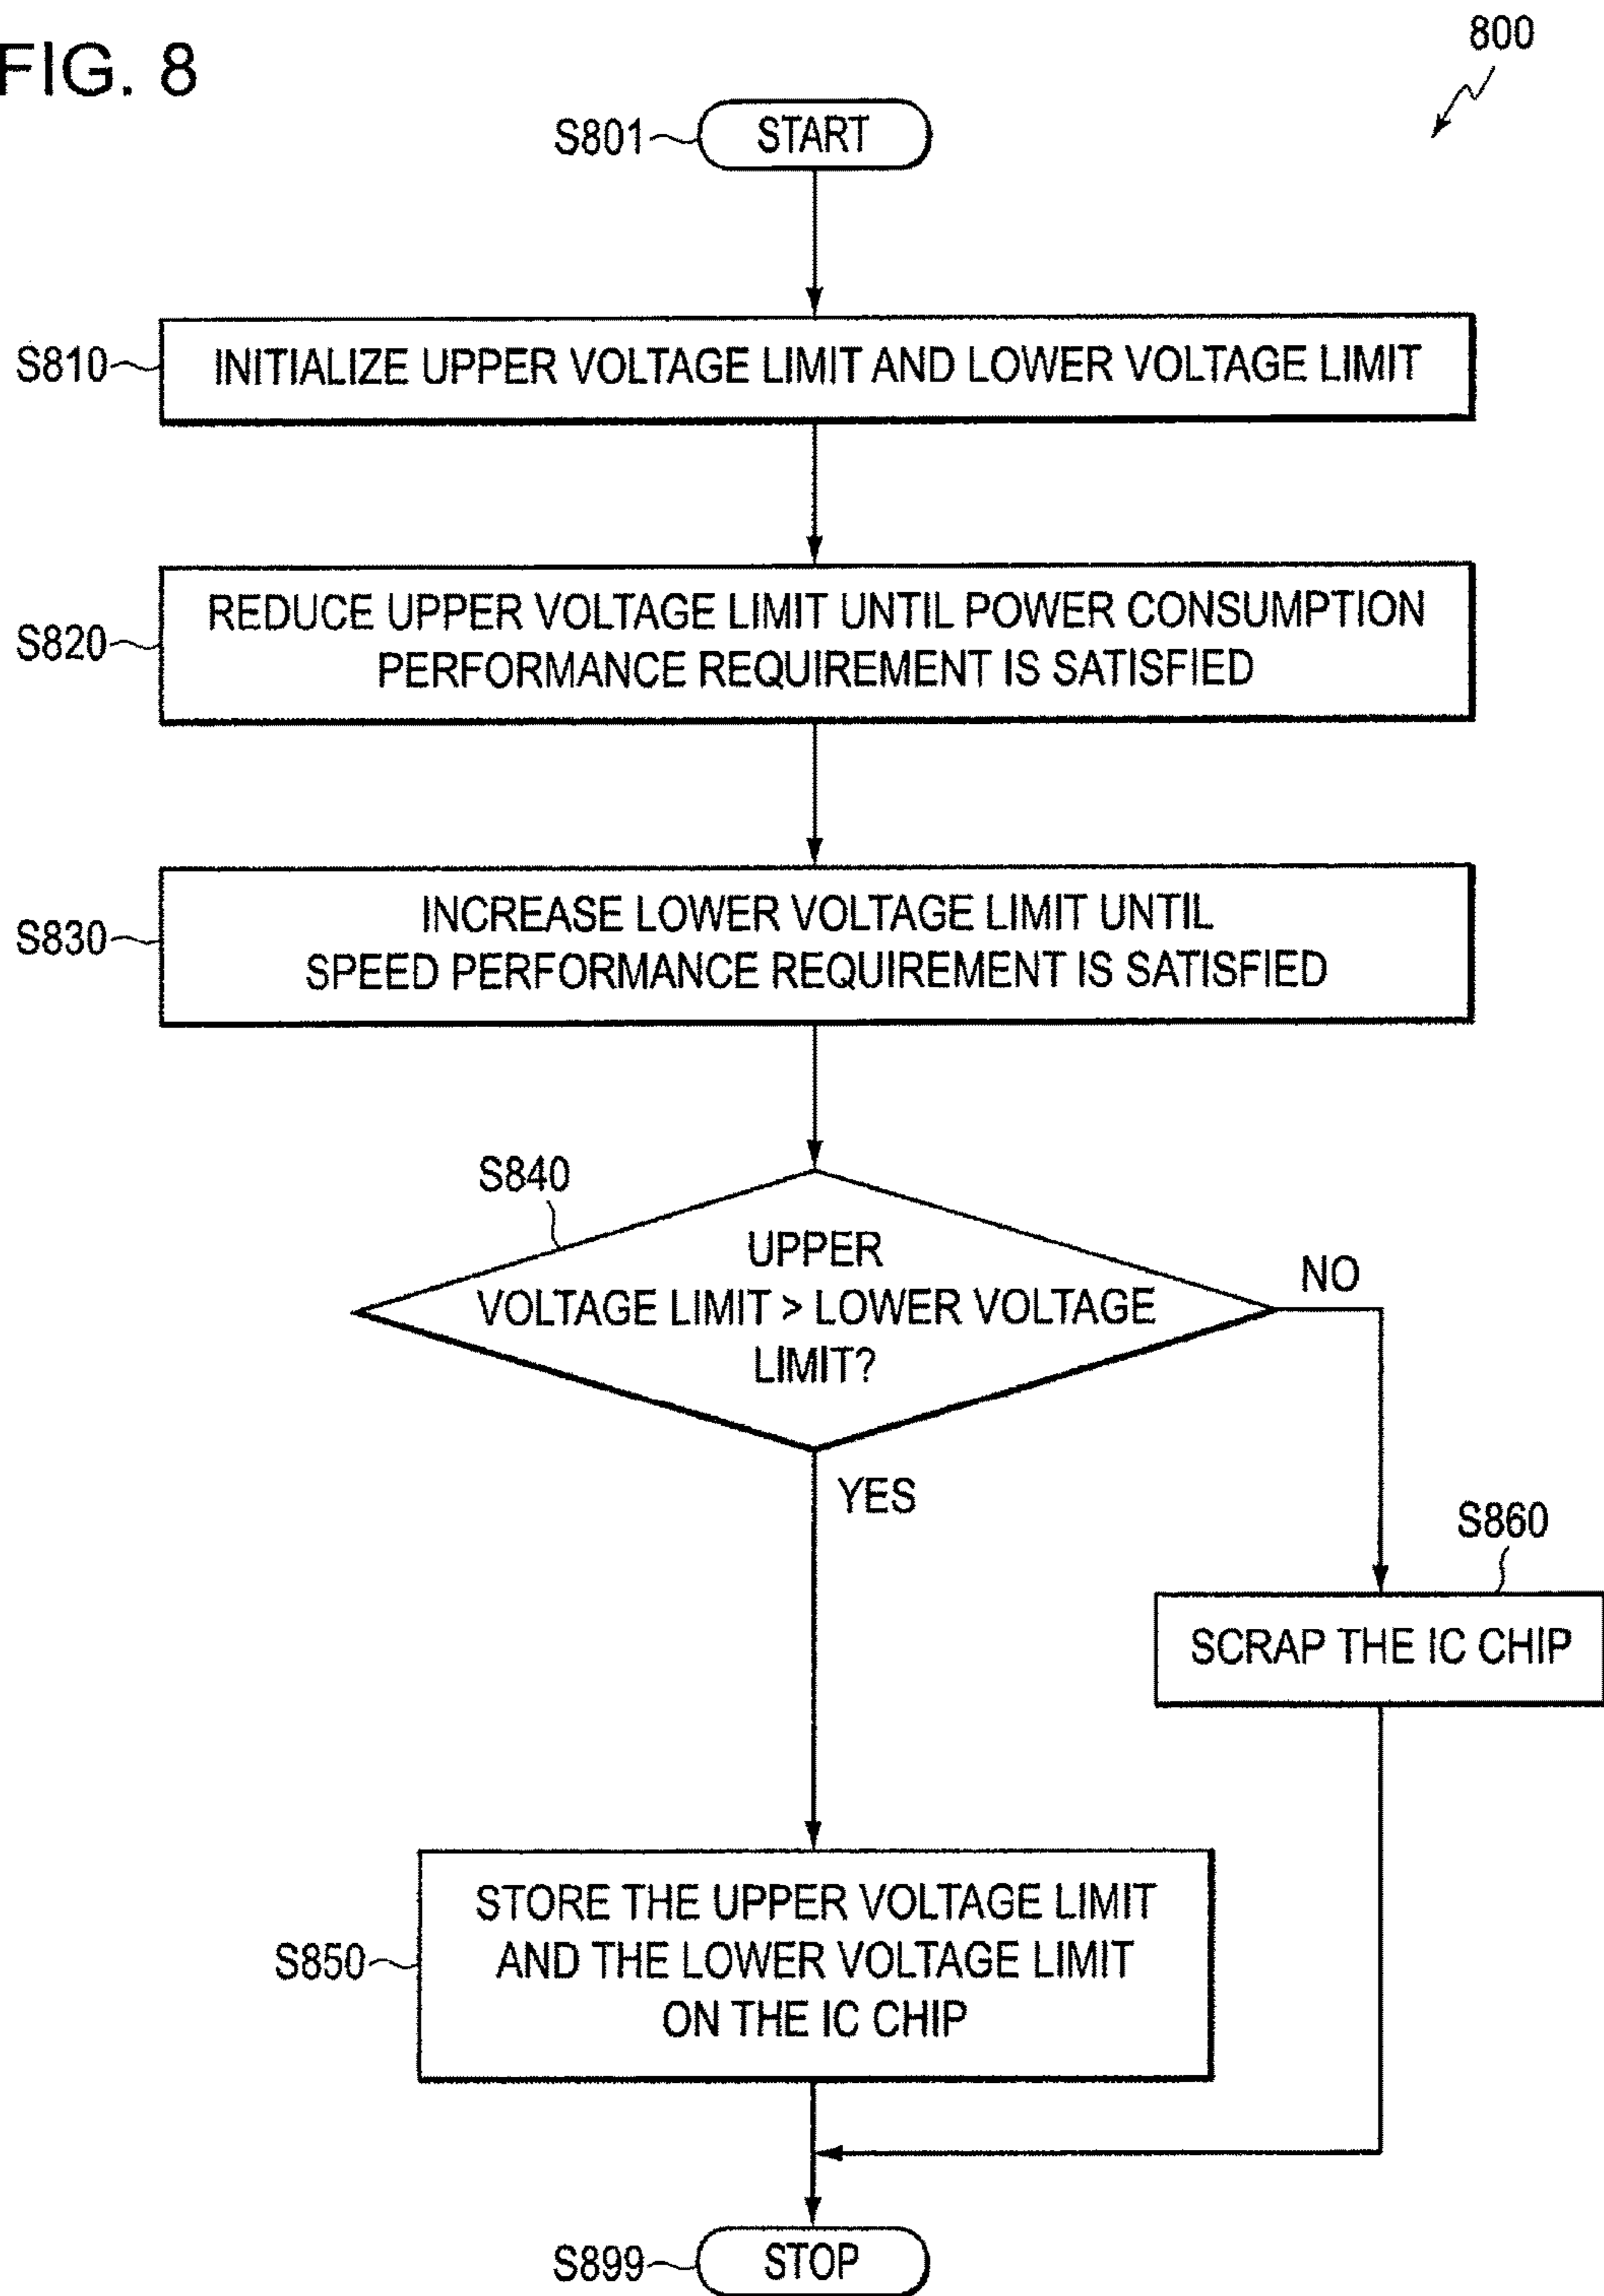 FIG. 8
800
S801
START
S810
INITIALIZE UPPER VOLTAGE LIMIT AND LOWER VOLTAGE LIMIT
S820
REDUCE UPPER VOLTAGE LIMIT UNTIL POWER CONSUMPTION
PERFORMANCE REQUIREMENT IS SATISFIED
S830
INCREASE LOWER VOLTAGE LIMIT UNTIL
SPEED PERFORMANCE REQUIREMENT IS SATISFIED
S840
UPPER
VOLTAGE LIMIT > LOWER VOLTAGE
LIMIT?
NO
YES
S860
SCRAP THE IC CHIP
S850
STORE THE UPPER VOLTAGE LIMIT
AND THE LOWER VOLTAGE LIMIT
ON THE IC CHIP
S899
STOP